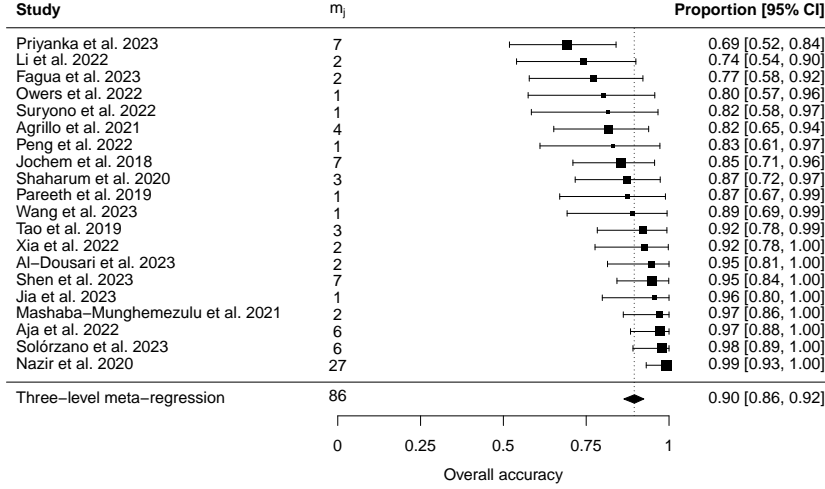 Study m_j Proportion [95% CI]
Priyanka et al. 2023 7 0.69 [0.52, 0.84]
Li et al. 2022 2 0.74 [0.54, 0.90]
Fagua et al. 2023 2 0.77 [0.58, 0.92]
Owers et al. 2022 1 0.80 [0.57, 0.96]
Suryono et al. 2022 1 0.82 [0.58, 0.97]
Agrillo et al. 2021 4 0.82 [0.65, 0.94]
Peng et al. 2022 1 0.83 [0.61, 0.97]
Jochem et al. 2018 7 0.85 [0.71, 0.96]
Shaharum et al. 2020 3 0.87 [0.72, 0.97]
Pareeth et al. 2019 1 0.87 [0.67, 0.99]
Wang et al. 2023 1 0.89 [0.69, 0.99]
Tao et al. 2019 3 0.92 [0.78, 0.99]
Xia et al. 2022 2 0.92 [0.78, 1.00]
Al−Dousari et al. 2023 2 0.95 [0.81, 1.00]
Shen et al. 2023 7 0.95 [0.84, 1.00]
Jia et al. 2023 1 0.96 [0.80, 1.00]
Mashaba−Munghemezulu et al. 2021 2 0.97 [0.86, 1.00]
Aja et al. 2022 6 0.97 [0.88, 1.00]
Solórzano et al. 2023 6 0.98 [0.89, 1.00]
Nazir et al. 2020 27 0.99 [0.93, 1.00]
Three−level meta−regression 86 0.90 [0.86, 0.92]
0 0.25 0.5 0.75 1
Overall accuracy